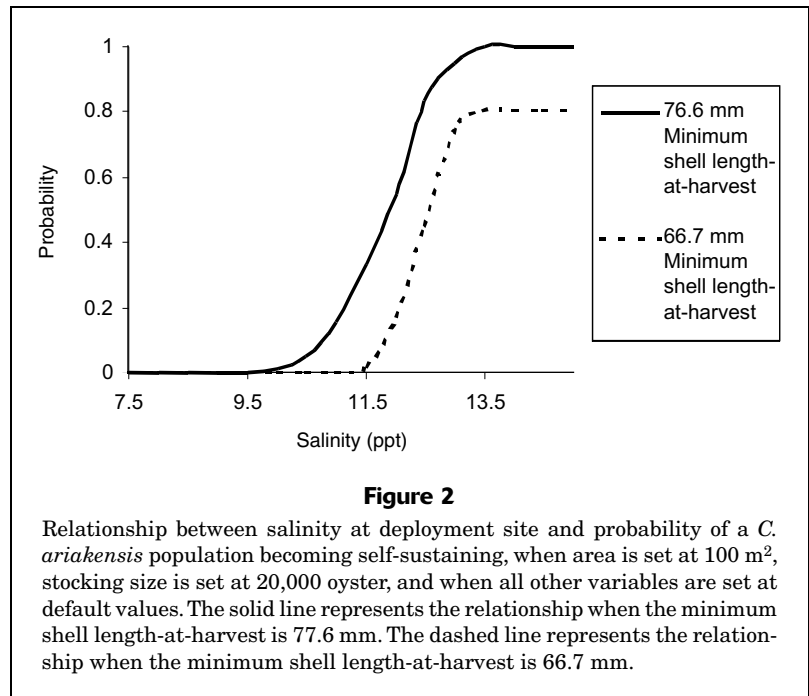 1
0.8
0.6
0.4
0.2
0
Probability
7.5 9.5 11.5 13.5
Salinity (ppt)
76.6 mm
Minimum
shell length-
at-harvest
66.7 mm
Minimum
shell length-
at-harvest
Figure 2
Relationship between salinity at deployment site and probability of a C.
ariakensis population becoming self-sustaining, when area is set at 100 m², 
stocking size is set at 20,000 oyster, and when all other variables are set at
default values. The solid line represents the relationship when the minimum
shell length-at-harvest is 77.6 mm. The dashed line represents the relation-
ship when the minimum shell length-at-harvest is 66.7 mm.